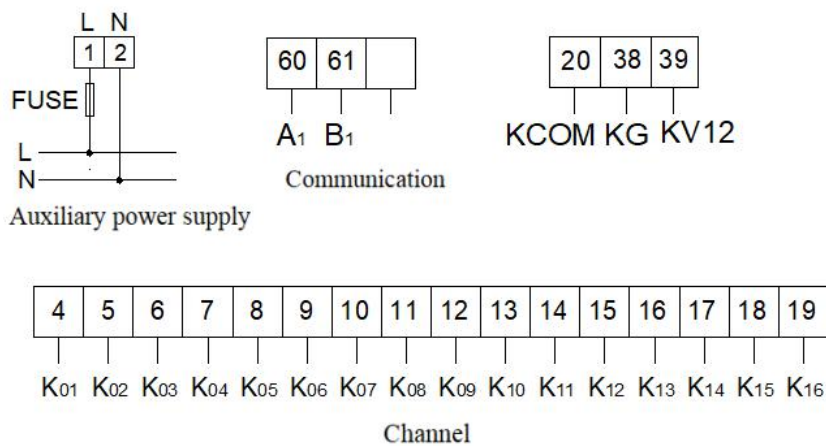 L N
1 2
FUSE
L
N
Auxiliary power supply
60 61
A1 B1
Communication
20 38 39
KCOM KG KV12
4 5 6 7 8 9 10 11 12 13 14 15 16 17 18 19
K01 K02 K03 K04 K05 K06 K07 K08 K09 K10 K11 K12 K13 K14 K15 K16
Channel